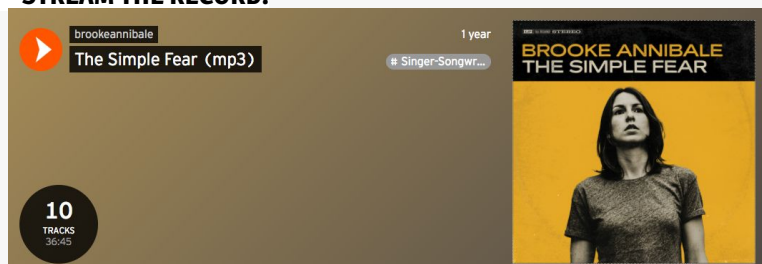 STREAM THE RECORD:
brookeannibale
1 year
The Simple Fear (mp3)
# Singer-Songwr...
10
TRACKS
36:45
STEREO
BROOKE ANNIBALE
THE SIMPLE FEAR